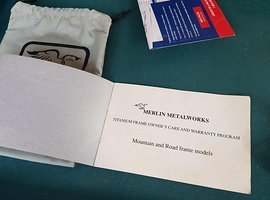 MERLIN METALWORKS
TITANIUM FRAME OWNER'S CARE AND WARRANTY PROGRAM
Mountain and Road frame models